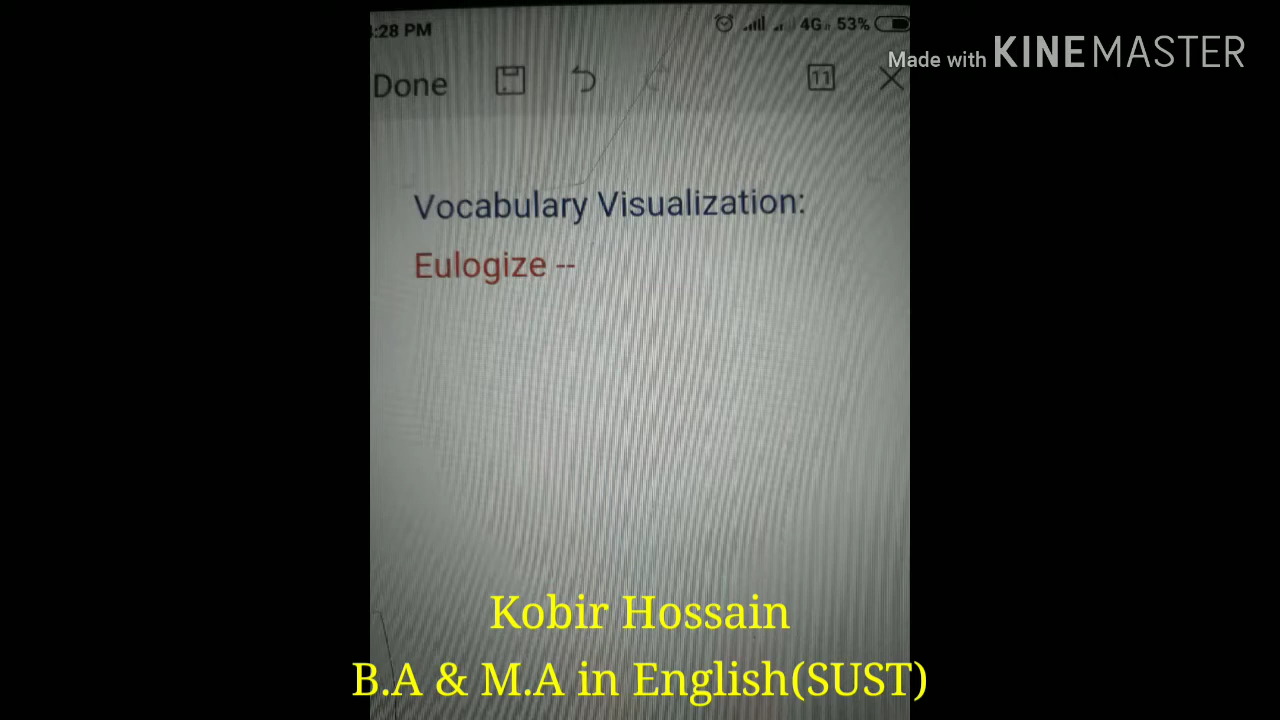 :28 PM 4G 53%
Made with KINEMASTER
Done 11
Vocabulary Visualization:
Eulogize --
Kobir Hossain
B.A & M.A in English(SUST)